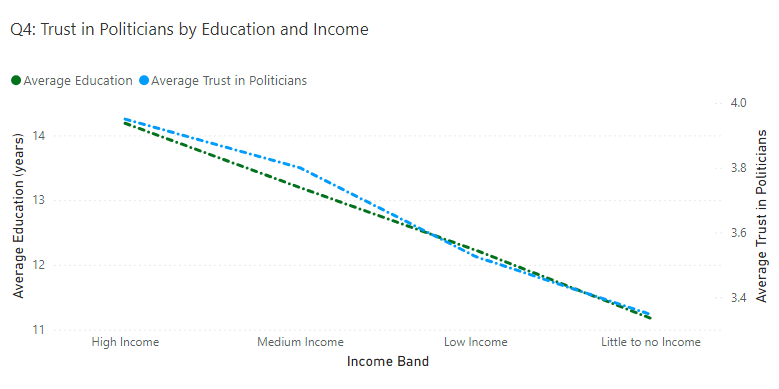 Q4: Trust in Politicians by Education and Income
Average Education Average Trust in Politicians
Average Education (years)
14
13
12
11
4.0
3.8
3.6
3.4
Average Trust in Politicians
High Income Medium Income Low Income Little to no Income
Income Band